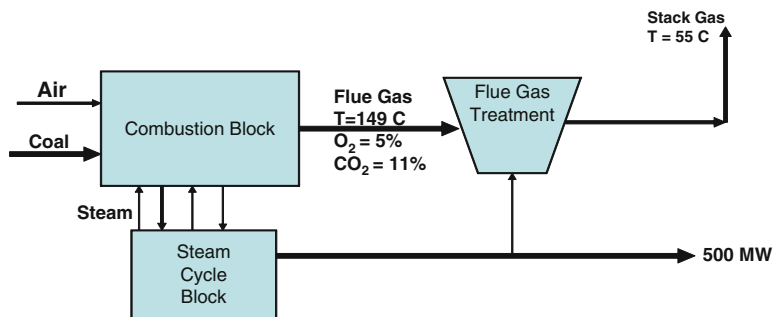 Stack Gas
T = 55 C
Air
Coal
Combustion Block
Flue Gas
T=149 C
O₂ = 5%
CO₂ = 11%
Flue Gas
Treatment
Steam
Steam
Cycle
Block
500 MW